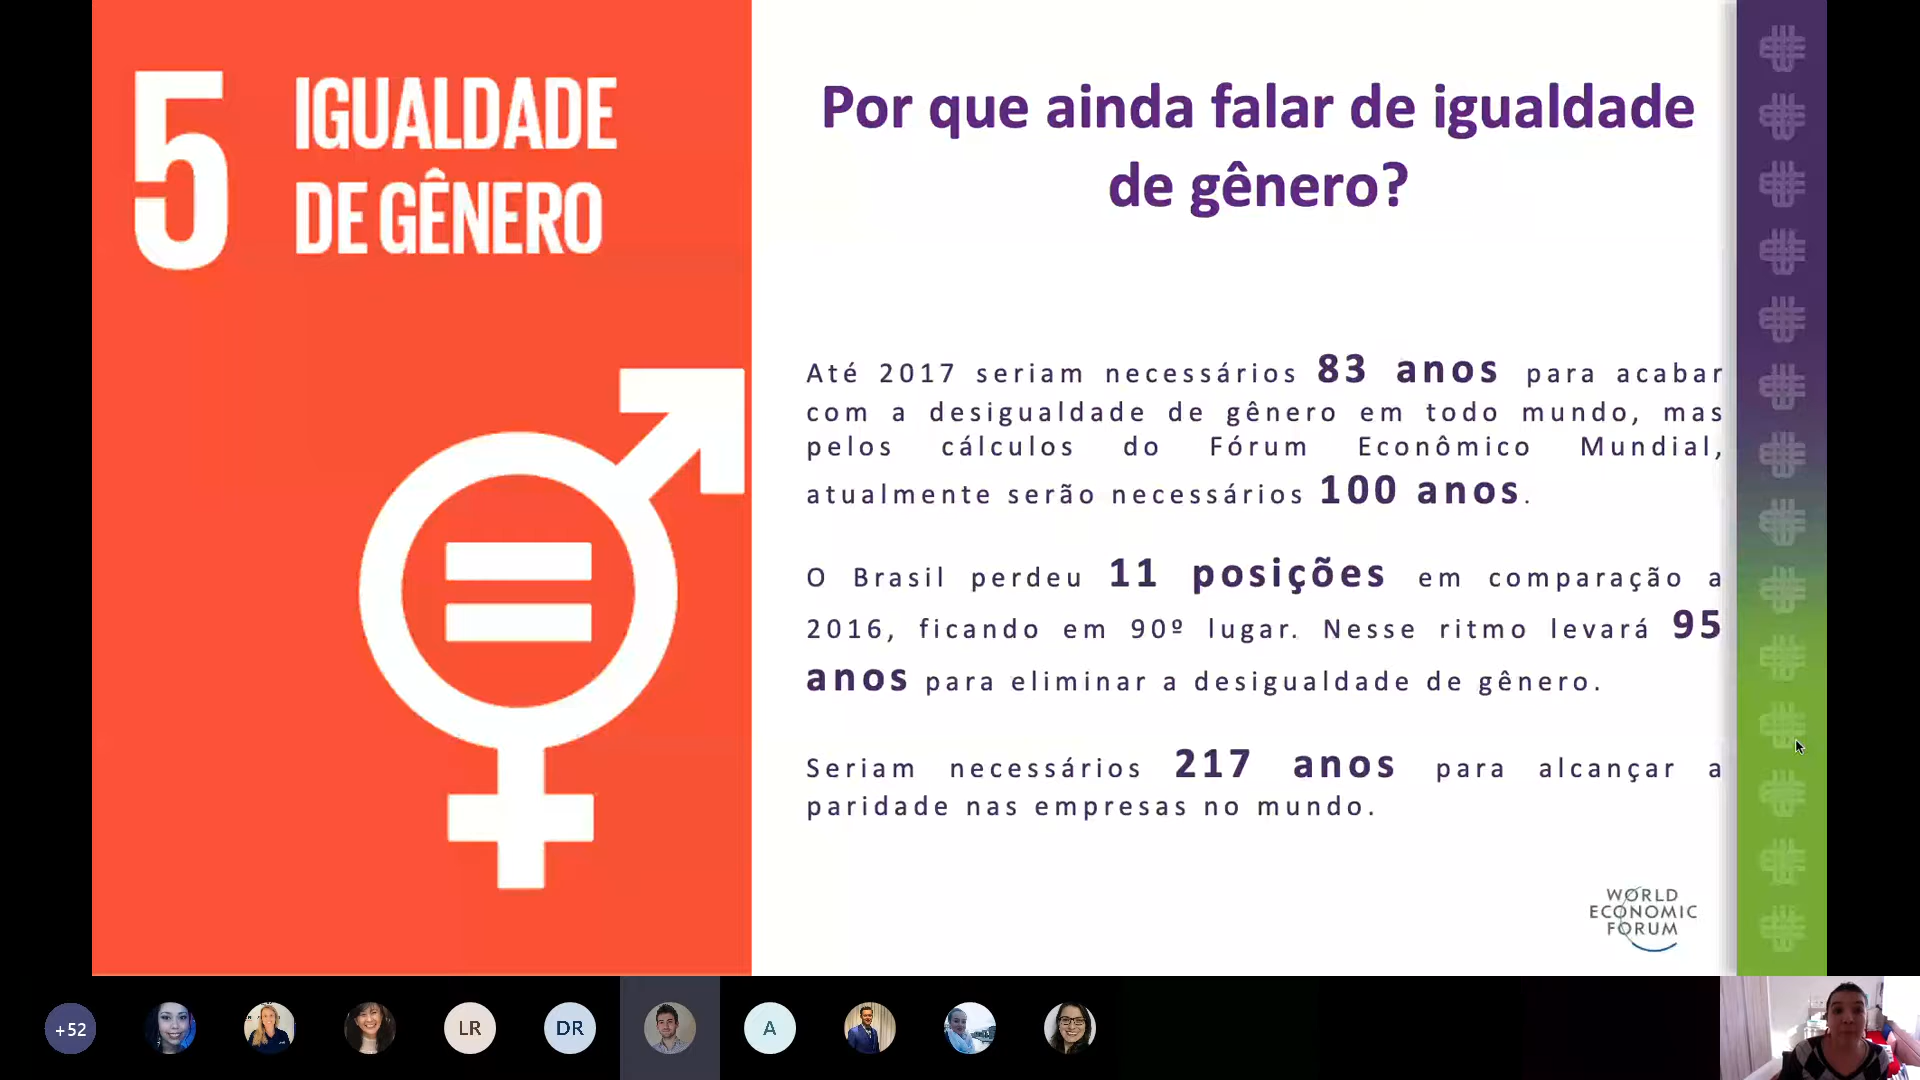 5 IGUALDADE
DE GÊNERO
Por que ainda falar de igualdade
de gênero?
Até 2017 seriam necessários 83 anos para acabar
com a desigualdade de gênero em todo mundo, mas
pelos cálculos do Fórum Econômico Mundial,
atualmente serão necessários 100 anos.
O Brasil perdeu 11 posições em comparação a
2016, ficando em 90º lugar. Nesse ritmo levará 95
anos para eliminar a desigualdade de gênero.
Seriam necessários 217 anos para alcançar a
paridade nas empresas no mundo.
WORLD
ECONOMIC
FORUM
+52
LR
DR
A